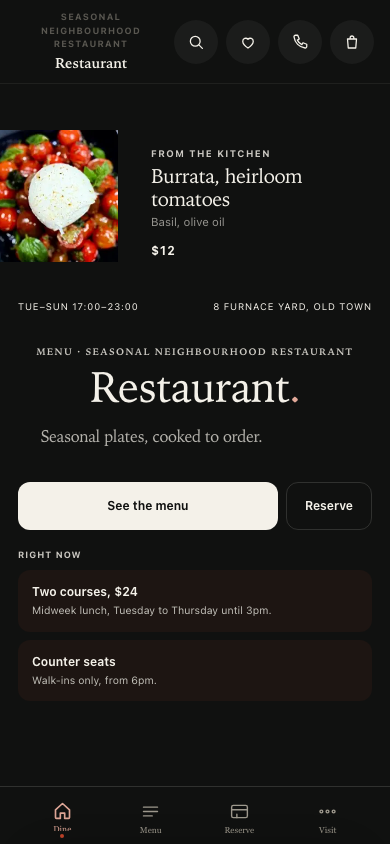 SEASONAL
NEIGHBOURHOOD
RESTAURANT
Restaurant
FROM THE KITCHEN
Burrata, heirloom
tomatoes
Basil, olive oil
$12
TUE–SUN 17:00–23:00
8 FURNACE YARD, OLD TOWN
MENU · SEASONAL NEIGHBOURHOOD RESTAURANT
Restaurant.
Seasonal plates, cooked to order.
See the menu
Reserve
RIGHT NOW
Two courses, $24
Midweek lunch, Tuesday to Thursday until 3pm.
Counter seats
Walk-ins only, from 6pm.
Dine
Menu
Reserve
Visit